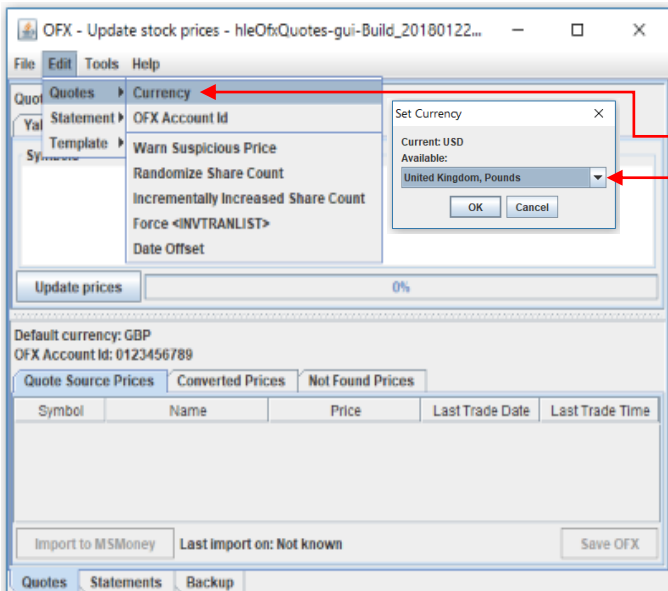 OFX - Update stock prices - hleOfxQuotes-gui-Build_20180122...
File Edit Tools Help
Quotes
Statement
Template
Currency
OFX Account Id
Warn Suspicious Price
Randomize Share Count
Incrementally Increased Share Count
Force <INVTRANLIST>
Date Offset
Set Currency
Current: USD
Available:
United Kingdom, Pounds
OK Cancel
Update prices 0%
Default currency: GBP
OFX Account Id: 0123456789
Quote Source Prices Converted Prices Not Found Prices
Symbol Name Price Last Trade Date Last Trade Time
Import to MSMoney Last import on: Not known Save OFX
Quotes Statements Backup